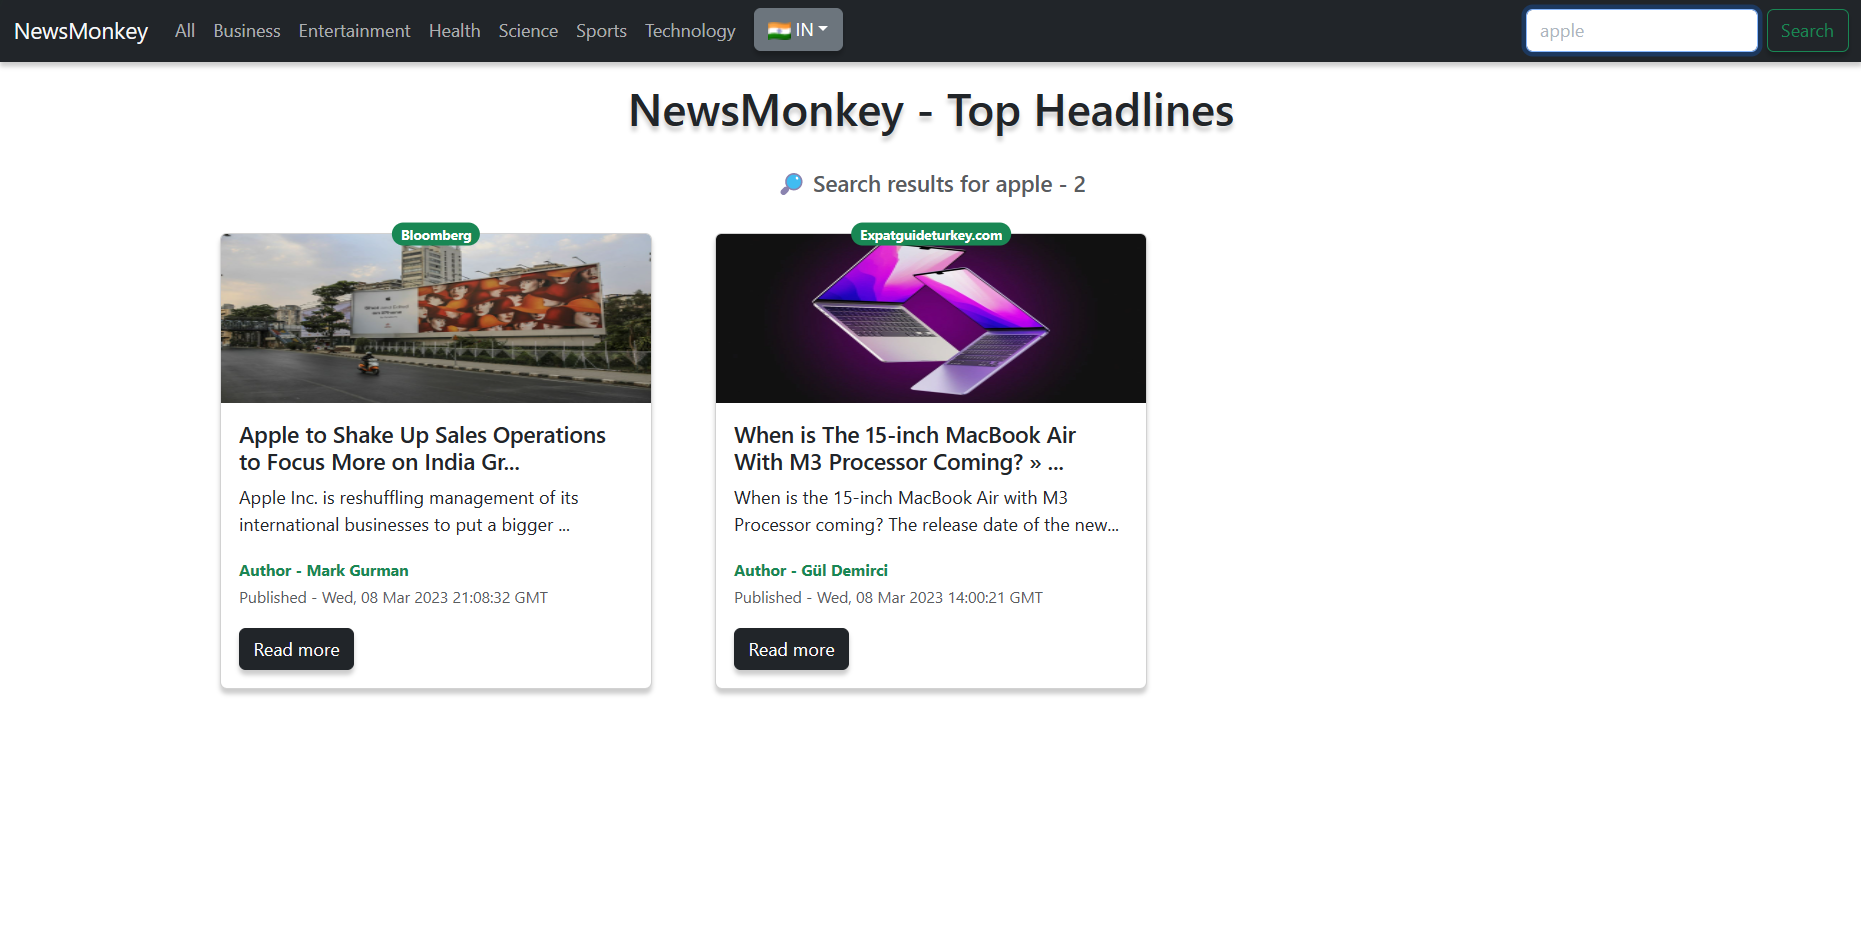 NewsMonkey All Business Entertainment Health Science Sports Technology IN apple Search
NewsMonkey - Top Headlines
Search results for apple - 2
Bloomberg
Apple to Shake Up Sales Operations
to Focus More on India Gr...
Apple Inc. is reshuffling management of its
international businesses to put a bigger ...
Author - Mark Gurman
Published - Wed, 08 Mar 2023 21:08:32 GMT
Read more
Expatguideturkey.com
When is The 15-inch MacBook Air
With M3 Processor Coming? » ...
When is the 15-inch MacBook Air with M3
Processor coming? The release date of the new...
Author - Gül Demirci
Published - Wed, 08 Mar 2023 14:00:21 GMT
Read more